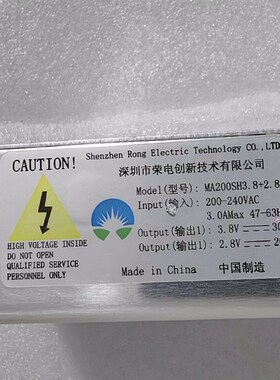 Shenzhen Rong Electric Technology CO.,LTD
CAUTION!
深圳市荣电创新技术有限公司
Model(型号): MA200SH3.8+2.8
Input(输入): 200-240VAC
3.0AMax 47-63
Output(输出1): 3.8V
Output(输出1): 2.8V
HIGH VOLTAGE INSIDE
DO NOT OPEN
QUALIFIED SERVICE
PERSONNEL ONLY
Made in China 中国制造